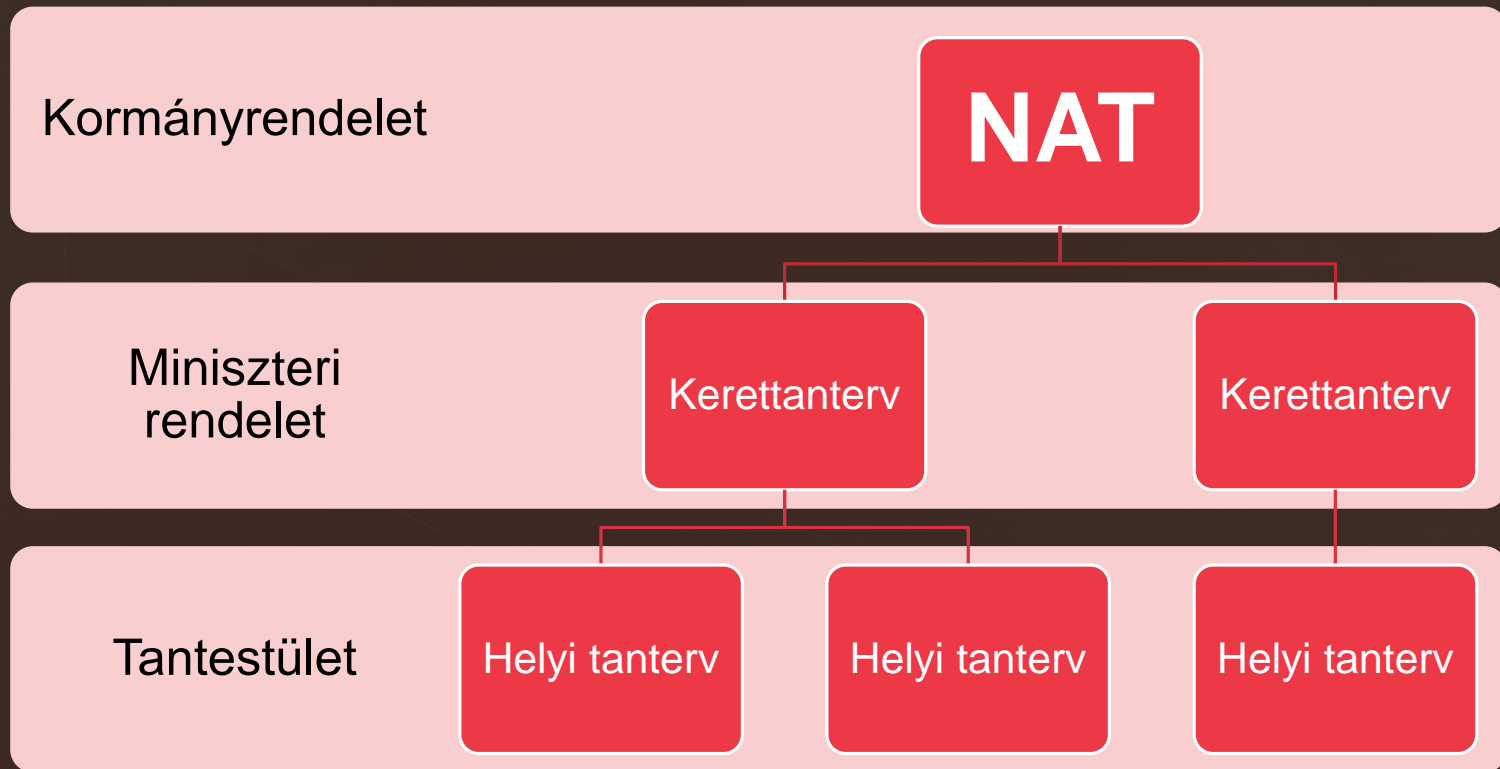 Kormányrendelet
NAT
Miniszteri
rendelet
Kerettanterv
Kerettanterv
Tantestület
Helyi tanterv
Helyi tanterv
Helyi tanterv